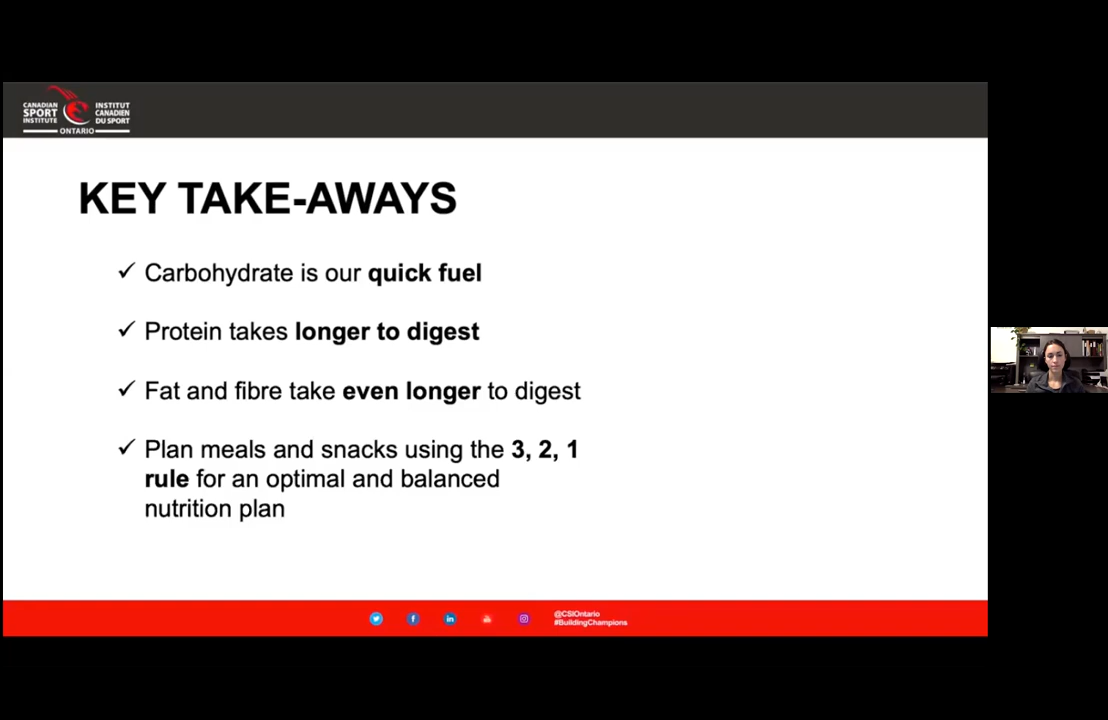 CANADIAN
SPORT
INSTITUTE
INSTITUT
CANADIEN
DU SPORT
ONTARIO
KEY TAKE-AWAYS
✓ Carbohydrate is our quick fuel
✓ Protein takes longer to digest
✓ Fat and fibre take even longer to digest
✓ Plan meals and snacks using the 3, 2, 1
rule for an optimal and balanced
nutrition plan
@CSIOntario
#BuildingChampions